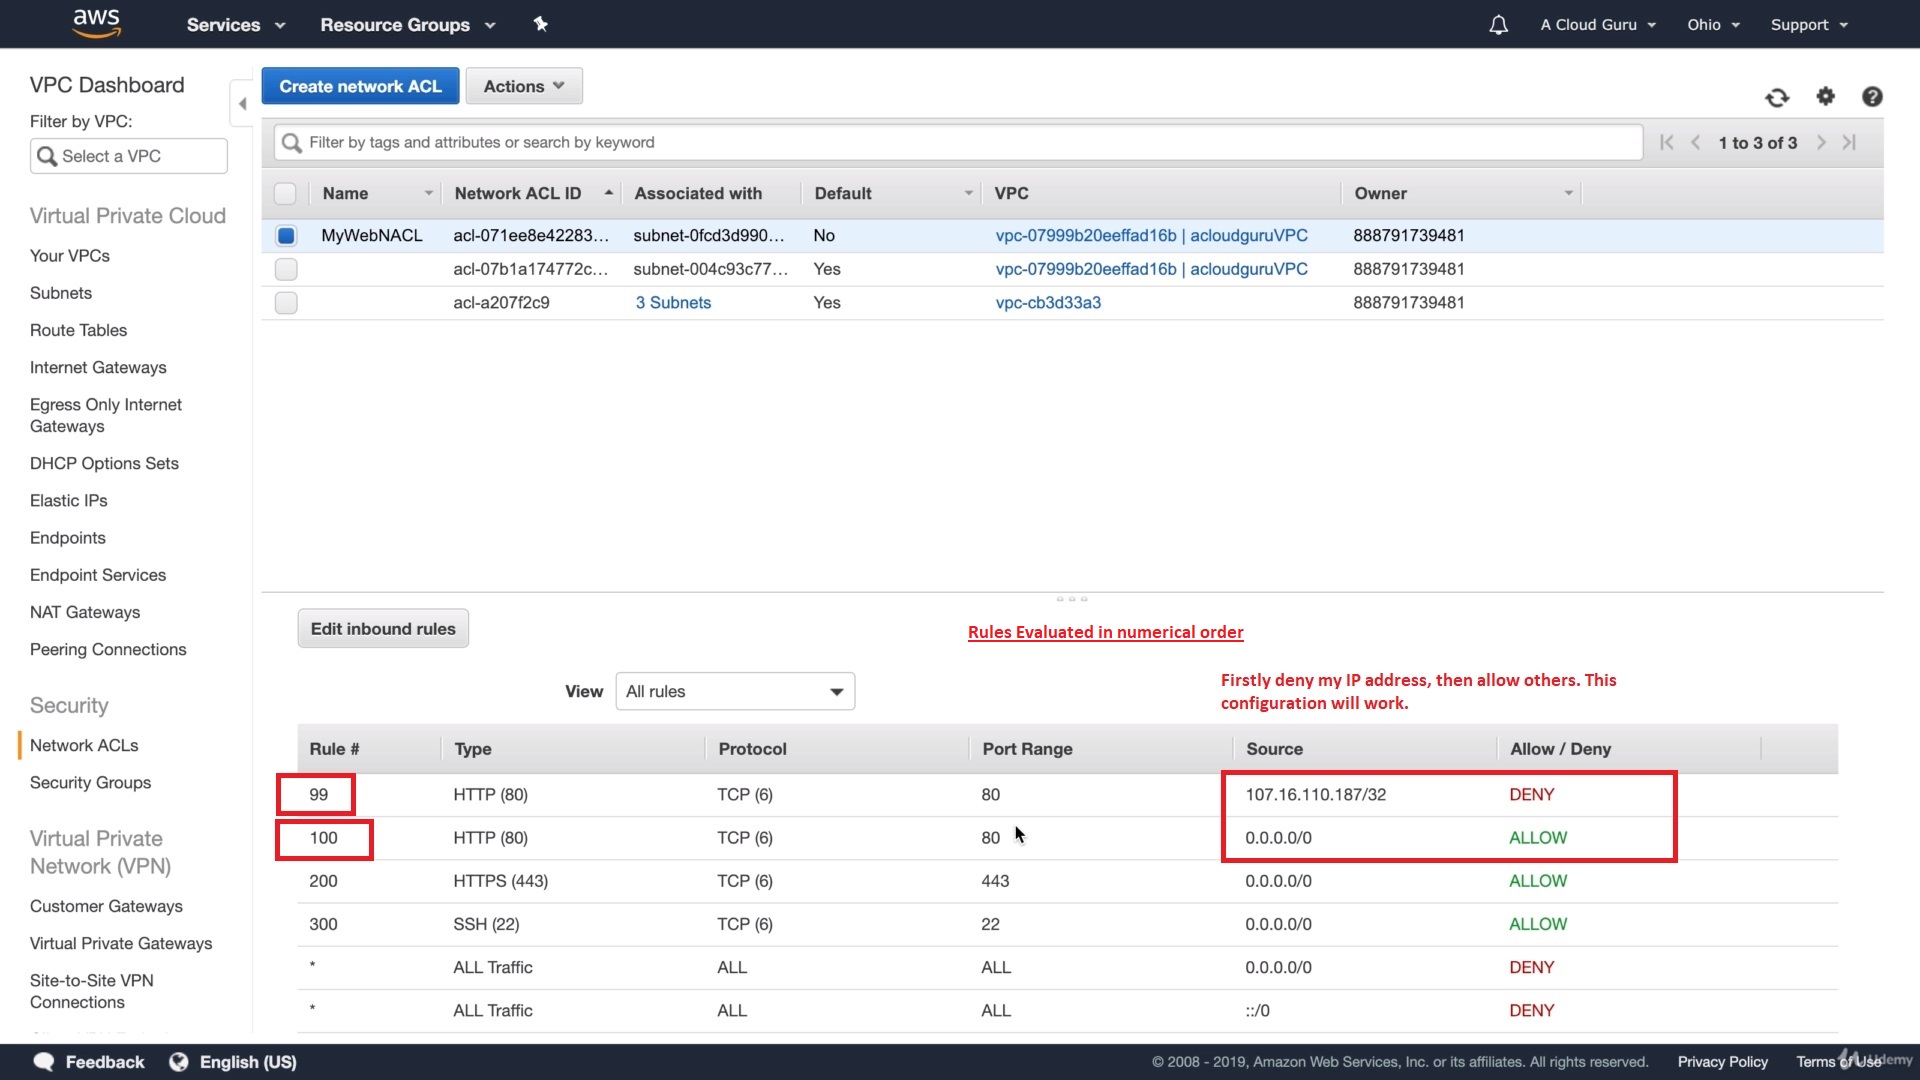 aws Services Resource Groups A Cloud Guru Ohio Support
VPC Dashboard
Filter by VPC:
Select a VPC
Virtual Private Cloud
Your VPCs
Subnets
Route Tables
Internet Gateways
Egress Only Internet
Gateways
DHCP Options Sets
Elastic IPs
Endpoints
Endpoint Services
NAT Gateways
Peering Connections
Security
Network ACLs
Security Groups
Virtual Private
Network (VPN)
Customer Gateways
Virtual Private Gateways
Site-to-Site VPN
Connections
Create network ACL Actions
Filter by tags and attributes or search by keyword
1 to 3 of 3
Name Network ACL ID Associated with Default VPC Owner
MyWebNACL acl-071ee8e42283... subnet-0fcd3d990... No vpc-07999b20eeffad16b | acloudguruVPC 888791739481
acl-07b1a174772c... subnet-004c93c77... Yes vpc-07999b20eeffad16b | acloudguruVPC 888791739481
acl-a207f2c9 3 Subnets Yes vpc-cb3d33a3 888791739481
Edit inbound rules
Rules Evaluated in numerical order
View All rules
Firstly deny my IP address, then allow others. This
configuration will work.
Rule # Type Protocol Port Range Source Allow / Deny
99 HTTP (80) TCP (6) 80 107.16.110.187/32 DENY
100 HTTP (80) TCP (6) 80 0.0.0.0/0 ALLOW
200 HTTPS (443) TCP (6) 443 0.0.0.0/0 ALLOW
300 SSH (22) TCP (6) 22 0.0.0.0/0 ALLOW
* ALL Traffic ALL ALL 0.0.0.0/0 DENY
* ALL Traffic ALL ALL ::/0 DENY
Feedback English (US) © 2008 - 2019, Amazon Web Services, Inc. or its affiliates. All rights reserved. Privacy Policy Terms of Use
Udemy